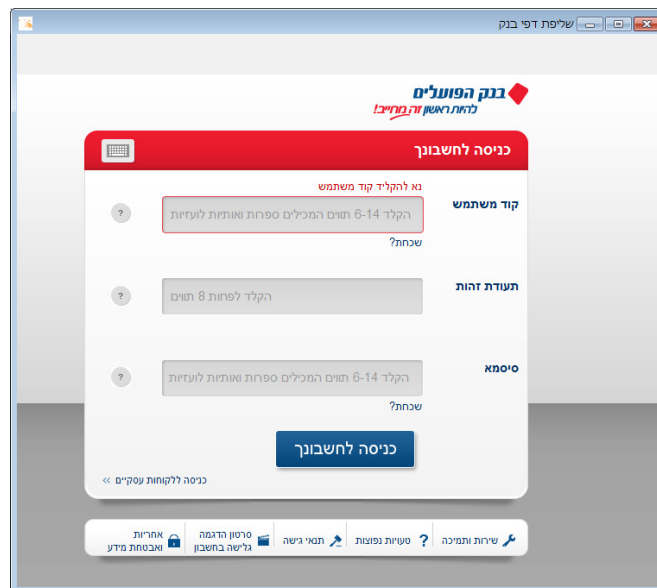 שליפת דפי בנק
בנק הפועלים
להיות ראשון זה מחייב!
כניסה לחשבונך
נא להקליד קוד משתמש
קוד משתמש
הקלד 6-14 תווים המכילים ספרות ואותיות לועזיות
?
שכחת?
תעודת זהות
הקלד לפחות 8 תווים
?
סיסמא
הקלד 6-14 תווים המכילים ספרות ואותיות לועזיות
?
שכחת?
כניסה לחשבונך
כניסה ללקוחות עסקיים >>
שירות ותמיכה
? טעויות נפוצות
תנאי גישה
סרטון הדגמה
גלישה בחשבון
אחריות
ואבטחת מידע